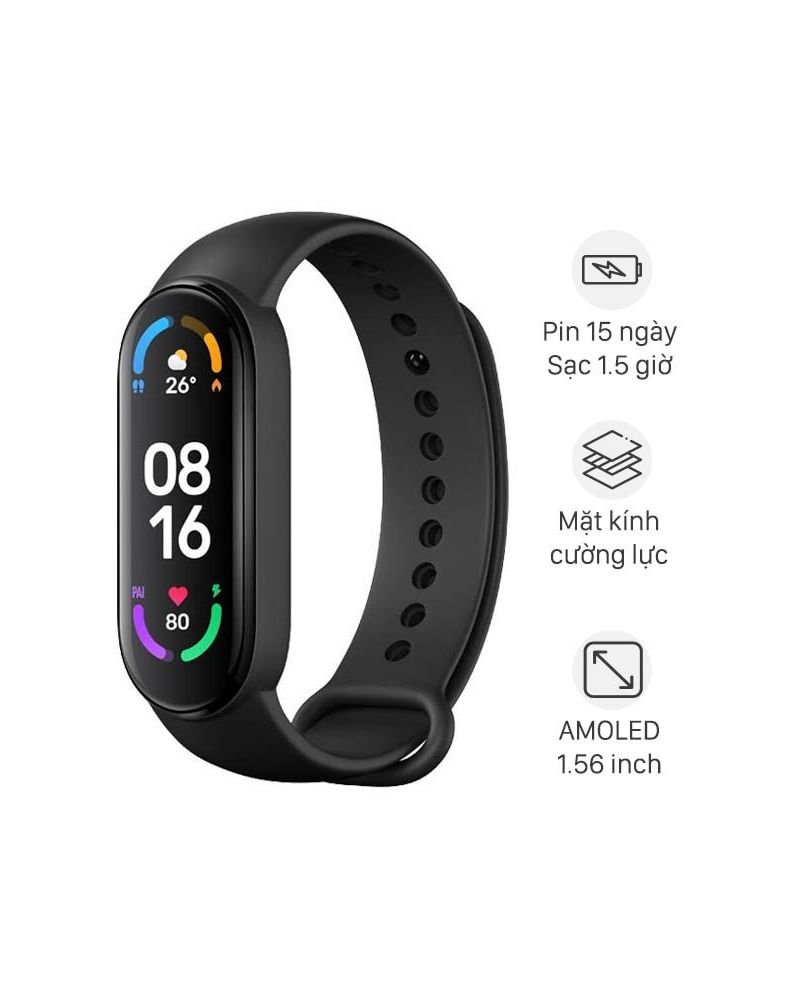 26°
08
16
PAI
80
Pin 15 ngày
Sạc 1.5 giờ
Mặt kính
cường lực
AMOLED
1.56 inch